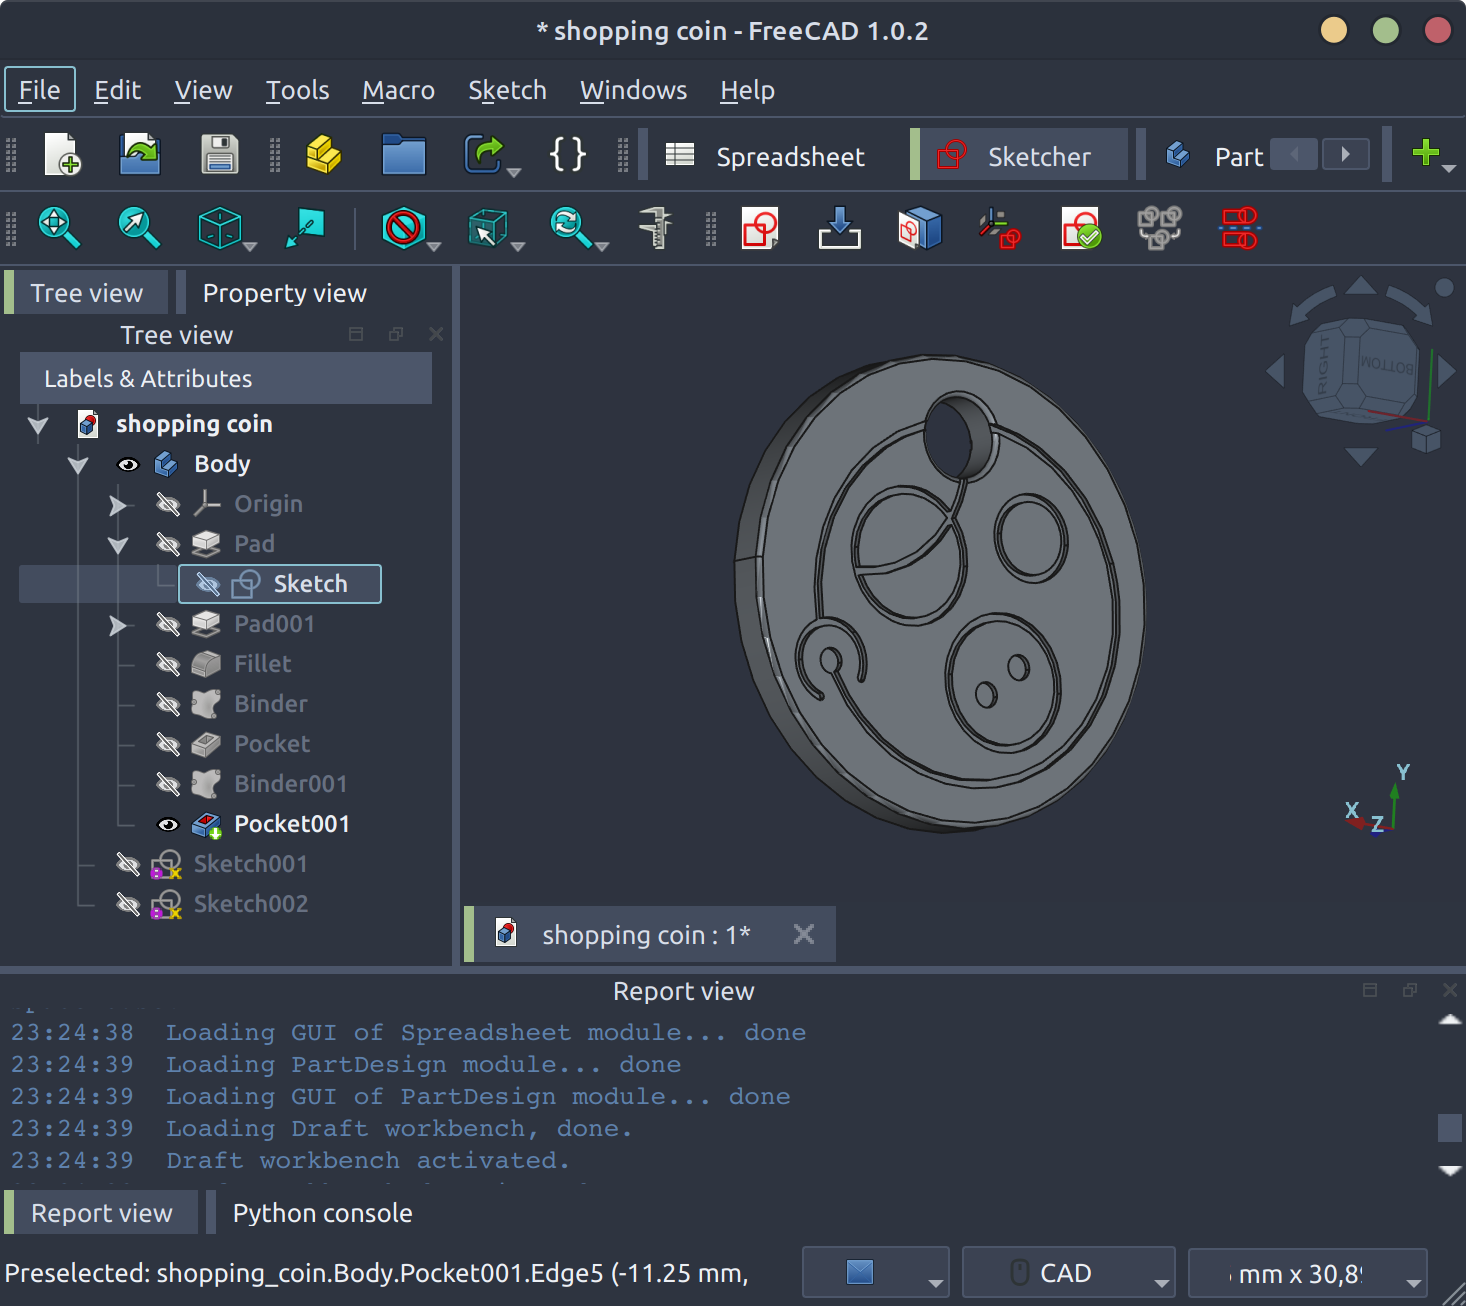 * shopping coin - FreeCAD 1.0.2
File Edit View Tools Macro Sketch Windows Help
Spreadsheet Sketcher Part
Tree view Property view
Tree view
Labels & Attributes
shopping coin
Body
Origin
Pad
Sketch
Pad001
Fillet
Binder
Pocket
Binder001
Pocket001
Sketch001
Sketch002
RIGHT BOTTOM
Y
X
Z
shopping coin : 1*
Report view
23:24:38 Loading GUI of Spreadsheet module... done
23:24:39 Loading PartDesign module... done
23:24:39 Loading GUI of PartDesign module... done
23:24:39 Loading Draft workbench, done.
23:24:39 Draft workbench activated.
Report view Python console
Preselected: shopping_coin.Body.Pocket001.Edge5 (-11.25 mm,
CAD
mm x 30,89